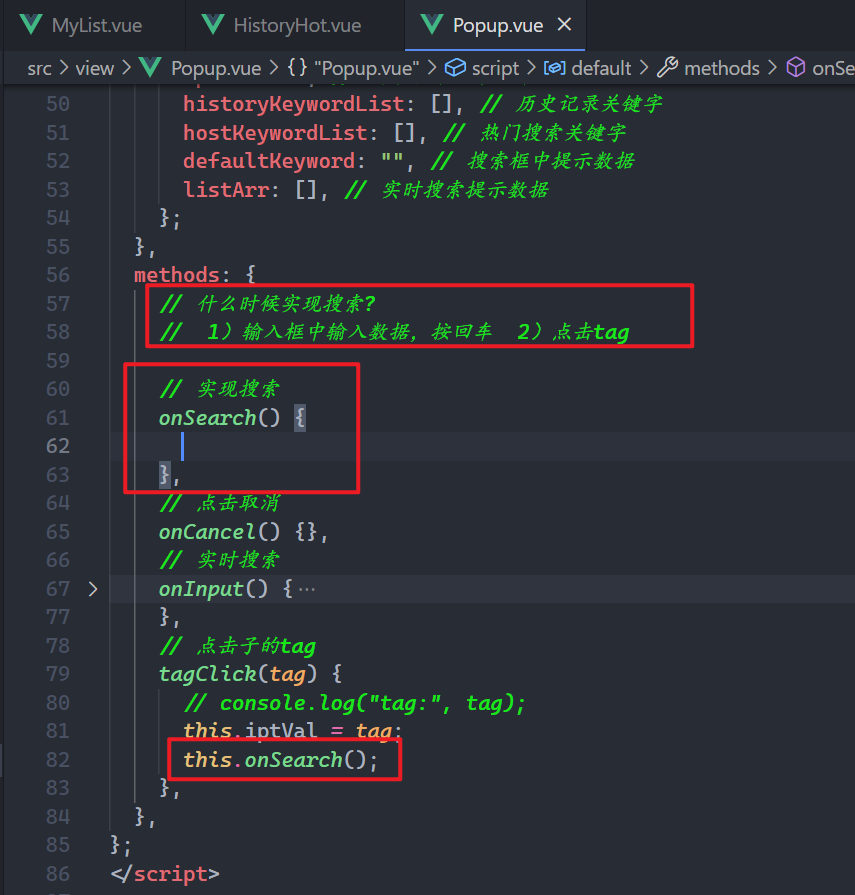 MyList.vue HistoryHot.vue Popup.vue ×
src > view > Popup.vue > {} "Popup.vue" > script > default > methods > onSe
50 historyKeywordList: [], // 历史记录关键字
51 hostKeywordList: [], // 热门搜索关键字
52 defaultKeyword: "", // 搜索框中提示数据
53 listArr: [], // 实时搜索提示数据
54 };
55 },
56 methods: {
57 // 什么时候实现搜索?
58 // 1）输入框中输入数据，按回车 2）点击tag
59
60 // 实现搜索
61 onSearch() {
62
63 },
64 // 点击取消
65 onCancel() {},
66 // 实时搜索
67 onInput() {···
77 },
78 // 点击子的tag
79 tagClick(tag) {
80 // console.log("tag:", tag);
81 this.iptVal = tag;
82 this.onSearch();
83 },
84 },
85 };
86 </script>